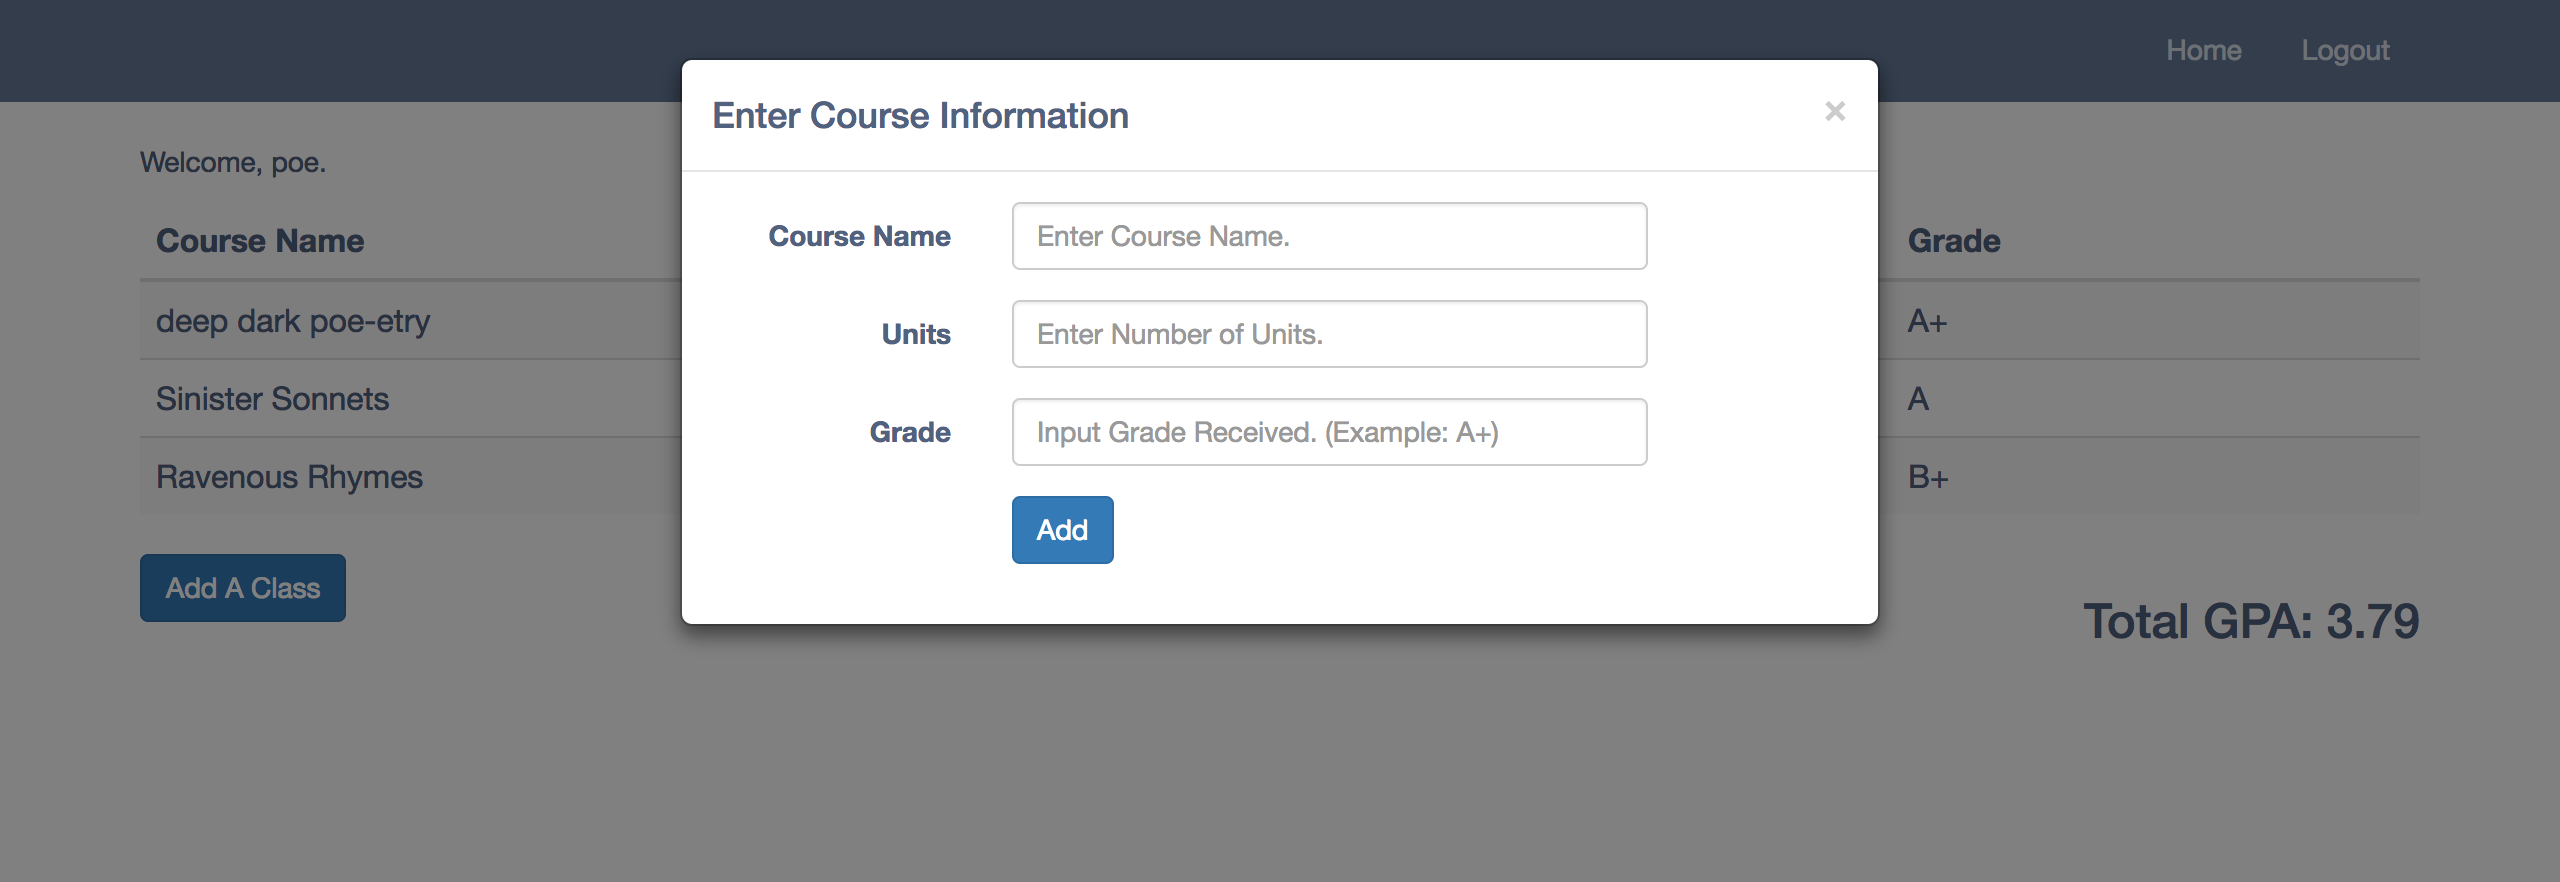 Home Logout
Enter Course Information ×
Welcome, poe.
Course Name Grade
deep dark poe-etry A+
Sinister Sonnets A
Ravenous Rhymes B+
Add A Class
Total GPA: 3.79
Course Name Enter Course Name.
Units Enter Number of Units.
Grade Input Grade Received. (Example: A+)
Add